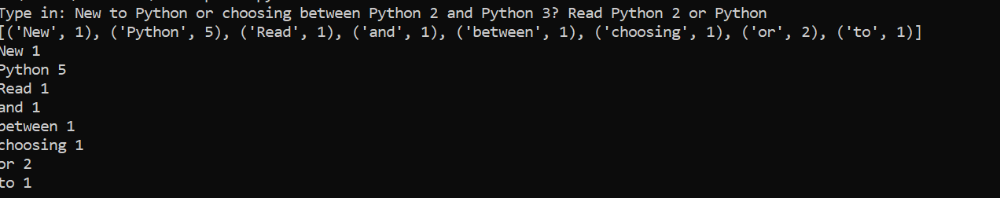 Type in: New to Python or choosing between Python 2 and Python 3? Read Python 2 or Python
[('New', 1), ('Python', 5), ('Read', 1), ('and', 1), ('between', 1), ('choosing', 1), ('or', 2), ('to', 1)]
New 1
Python 5
Read 1
and 1
between 1
choosing 1
or 2
to 1